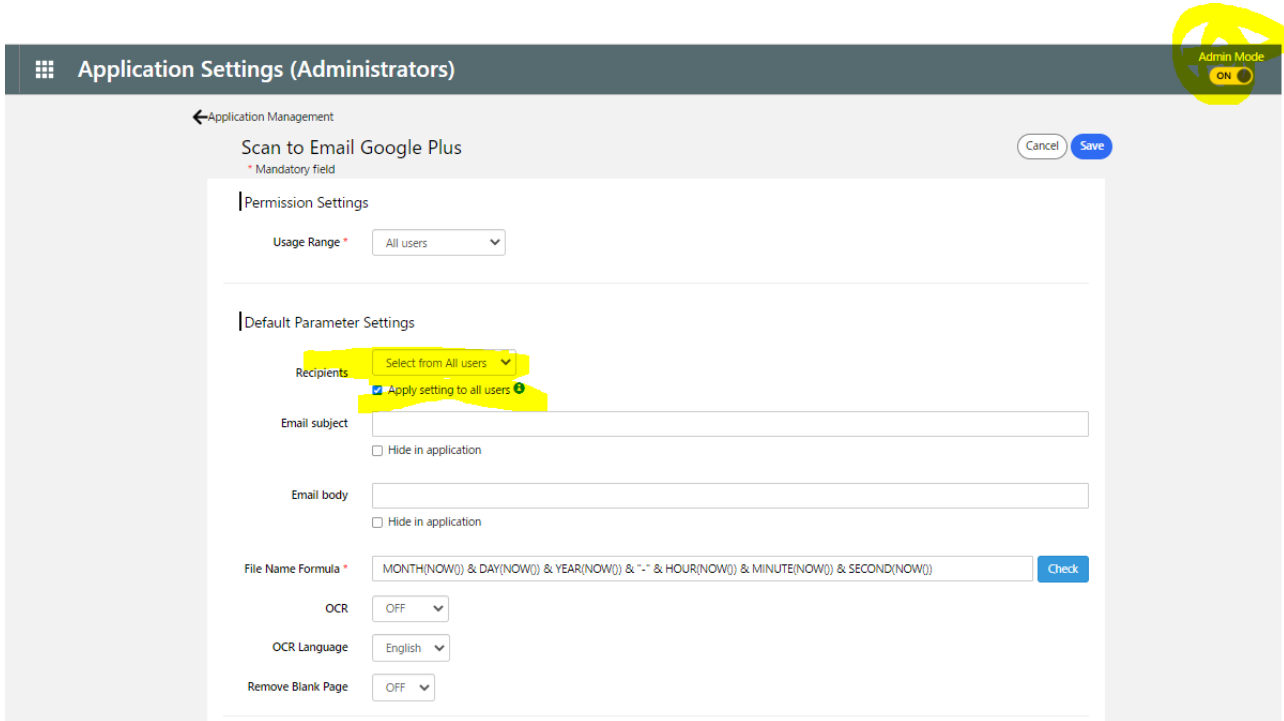 Admin Mode
ON
Application Settings (Administrators)
Application Management
Scan to Email Google Plus
Cancel
Save
* Mandatory field
Permission Settings
Usage Range *
All users
Default Parameter Settings
Recipients
Select from All users
Apply setting to all users
Email subject
Hide in application
Email body
Hide in application
File Name Formula *
MONTH(NOW()) & DAY(NOW()) & YEAR(NOW()) & "-" & HOUR(NOW()) & MINUTE(NOW()) & SECOND(NOW())
Check
OCR
OFF
OCR Language
English
Remove Blank Page
OFF